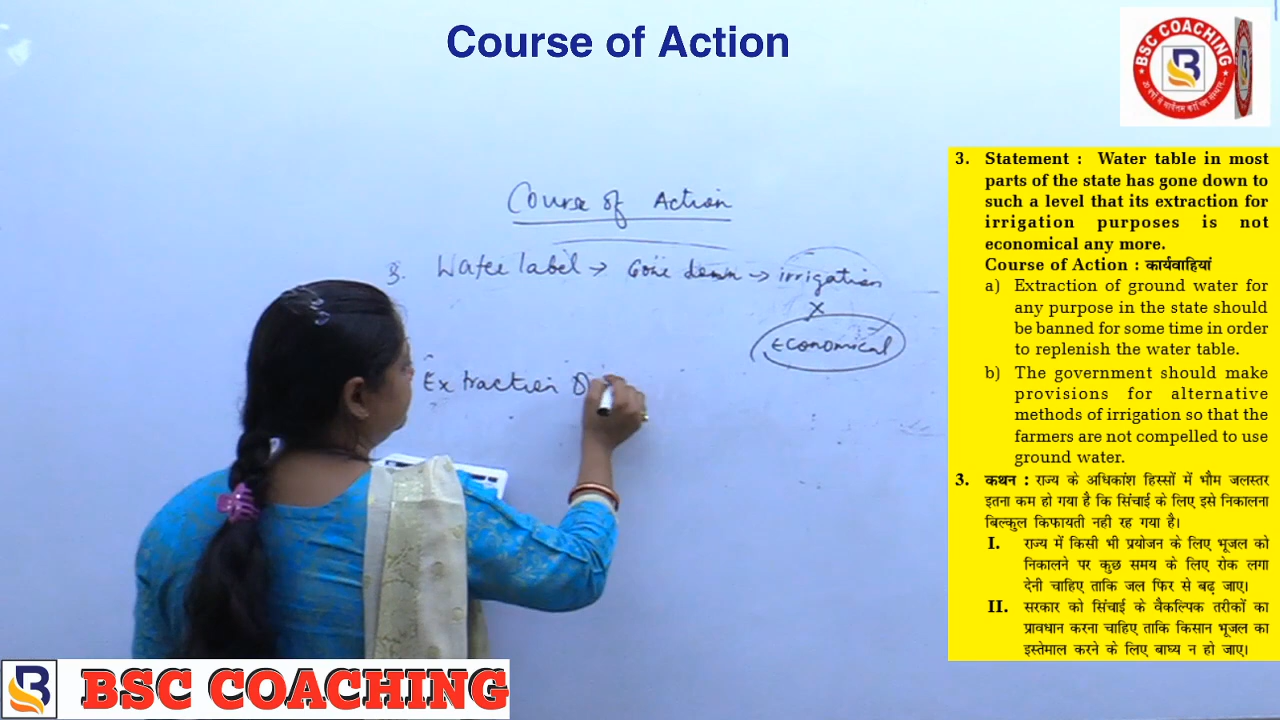 Course of Action
BSC COACHING
Course of Action
3. Water label → Gone down → irrigation
×
Economical
Extraction
3. Statement : Water table in most
parts of the state has gone down to
such a level that its extraction for
irrigation purposes is not
economical any more.
Course of Action : कार्यवाहियां
a) Extraction of ground water for
any purpose in the state should
be banned for some time in order
to replenish the water table.
b) The government should make
provisions for alternative
methods of irrigation so that the
farmers are not compelled to use
ground water.
3. कथन : राज्य के अधिकांश हिस्सों में भौम जलस्तर
इतना कम हो गया है कि सिंचाई के लिए इसे निकालना
बिल्कुल किफायती नही रह गया है।
I. राज्य में किसी भी प्रयोजन के लिए भूजल को
निकालने पर कुछ समय के लिए रोक लगा
देनी चाहिए ताकि जल फिर से बढ़ जाए।
II. सरकार को सिंचाई के वैकल्पिक तरीकों का
प्रावधान करना चाहिए ताकि किसान भूजल का
इस्तेमाल करने के लिए बाघ्य न हो जाए।
BSC COACHING